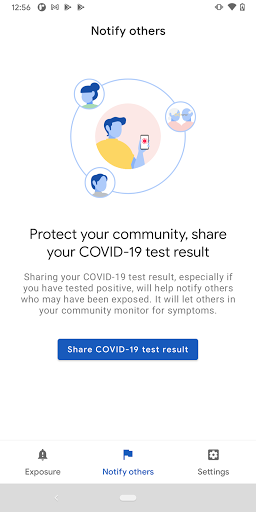 12:56
Notify others
Protect your community, share
your COVID-19 test result
Sharing your COVID-19 test result, especially if
you have tested positive, will help notify others
who may have been exposed. It will let others in
your community monitor for symptoms.
Share COVID-19 test result
Exposure Notify others Settings